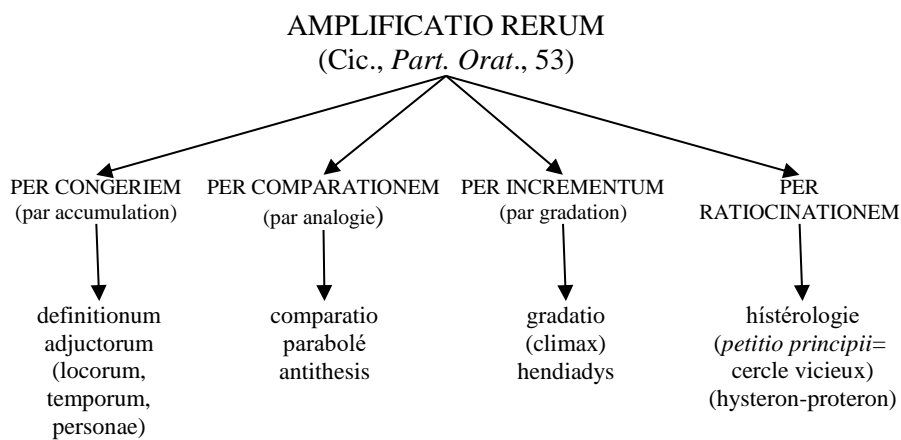 AMPLIFICATIO RERUM
(Cic., Part. Orat., 53)
PER CONGERIEM
(par accumulation)
PER COMPARATIONEM
(par analogie)
PER INCREMENTUM
(par gradation)
PER
RATIOCINATIONEM
definitionum
adjuctorum
(locorum,
temporum,
personae)
comparatio
parabolé
antithesis
gradatio
(climax)
hendiadys
hístérologie
(petitio principii=
cercle vicieux)
(hysteron-proteron)